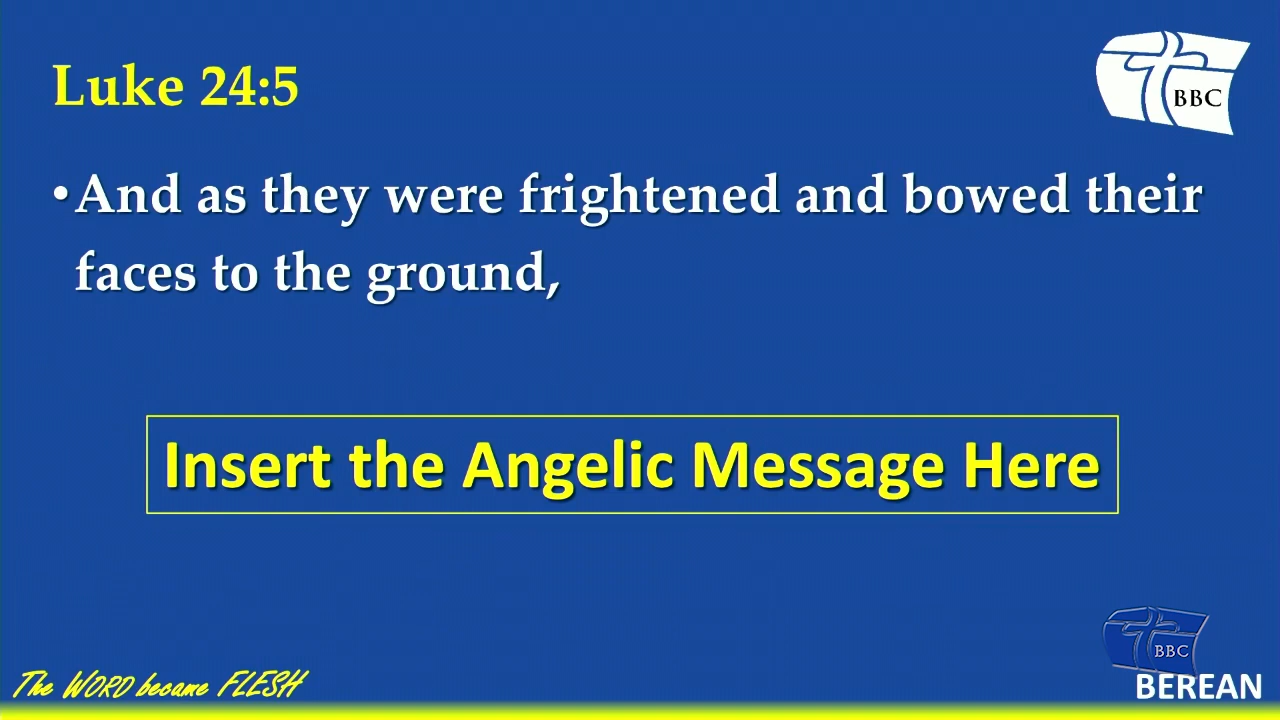 Luke 24:5
BBC
•And as they were frightened and bowed their
faces to the ground,
Insert the Angelic Message Here
BBC
The WORD became FLESH
BEREAN